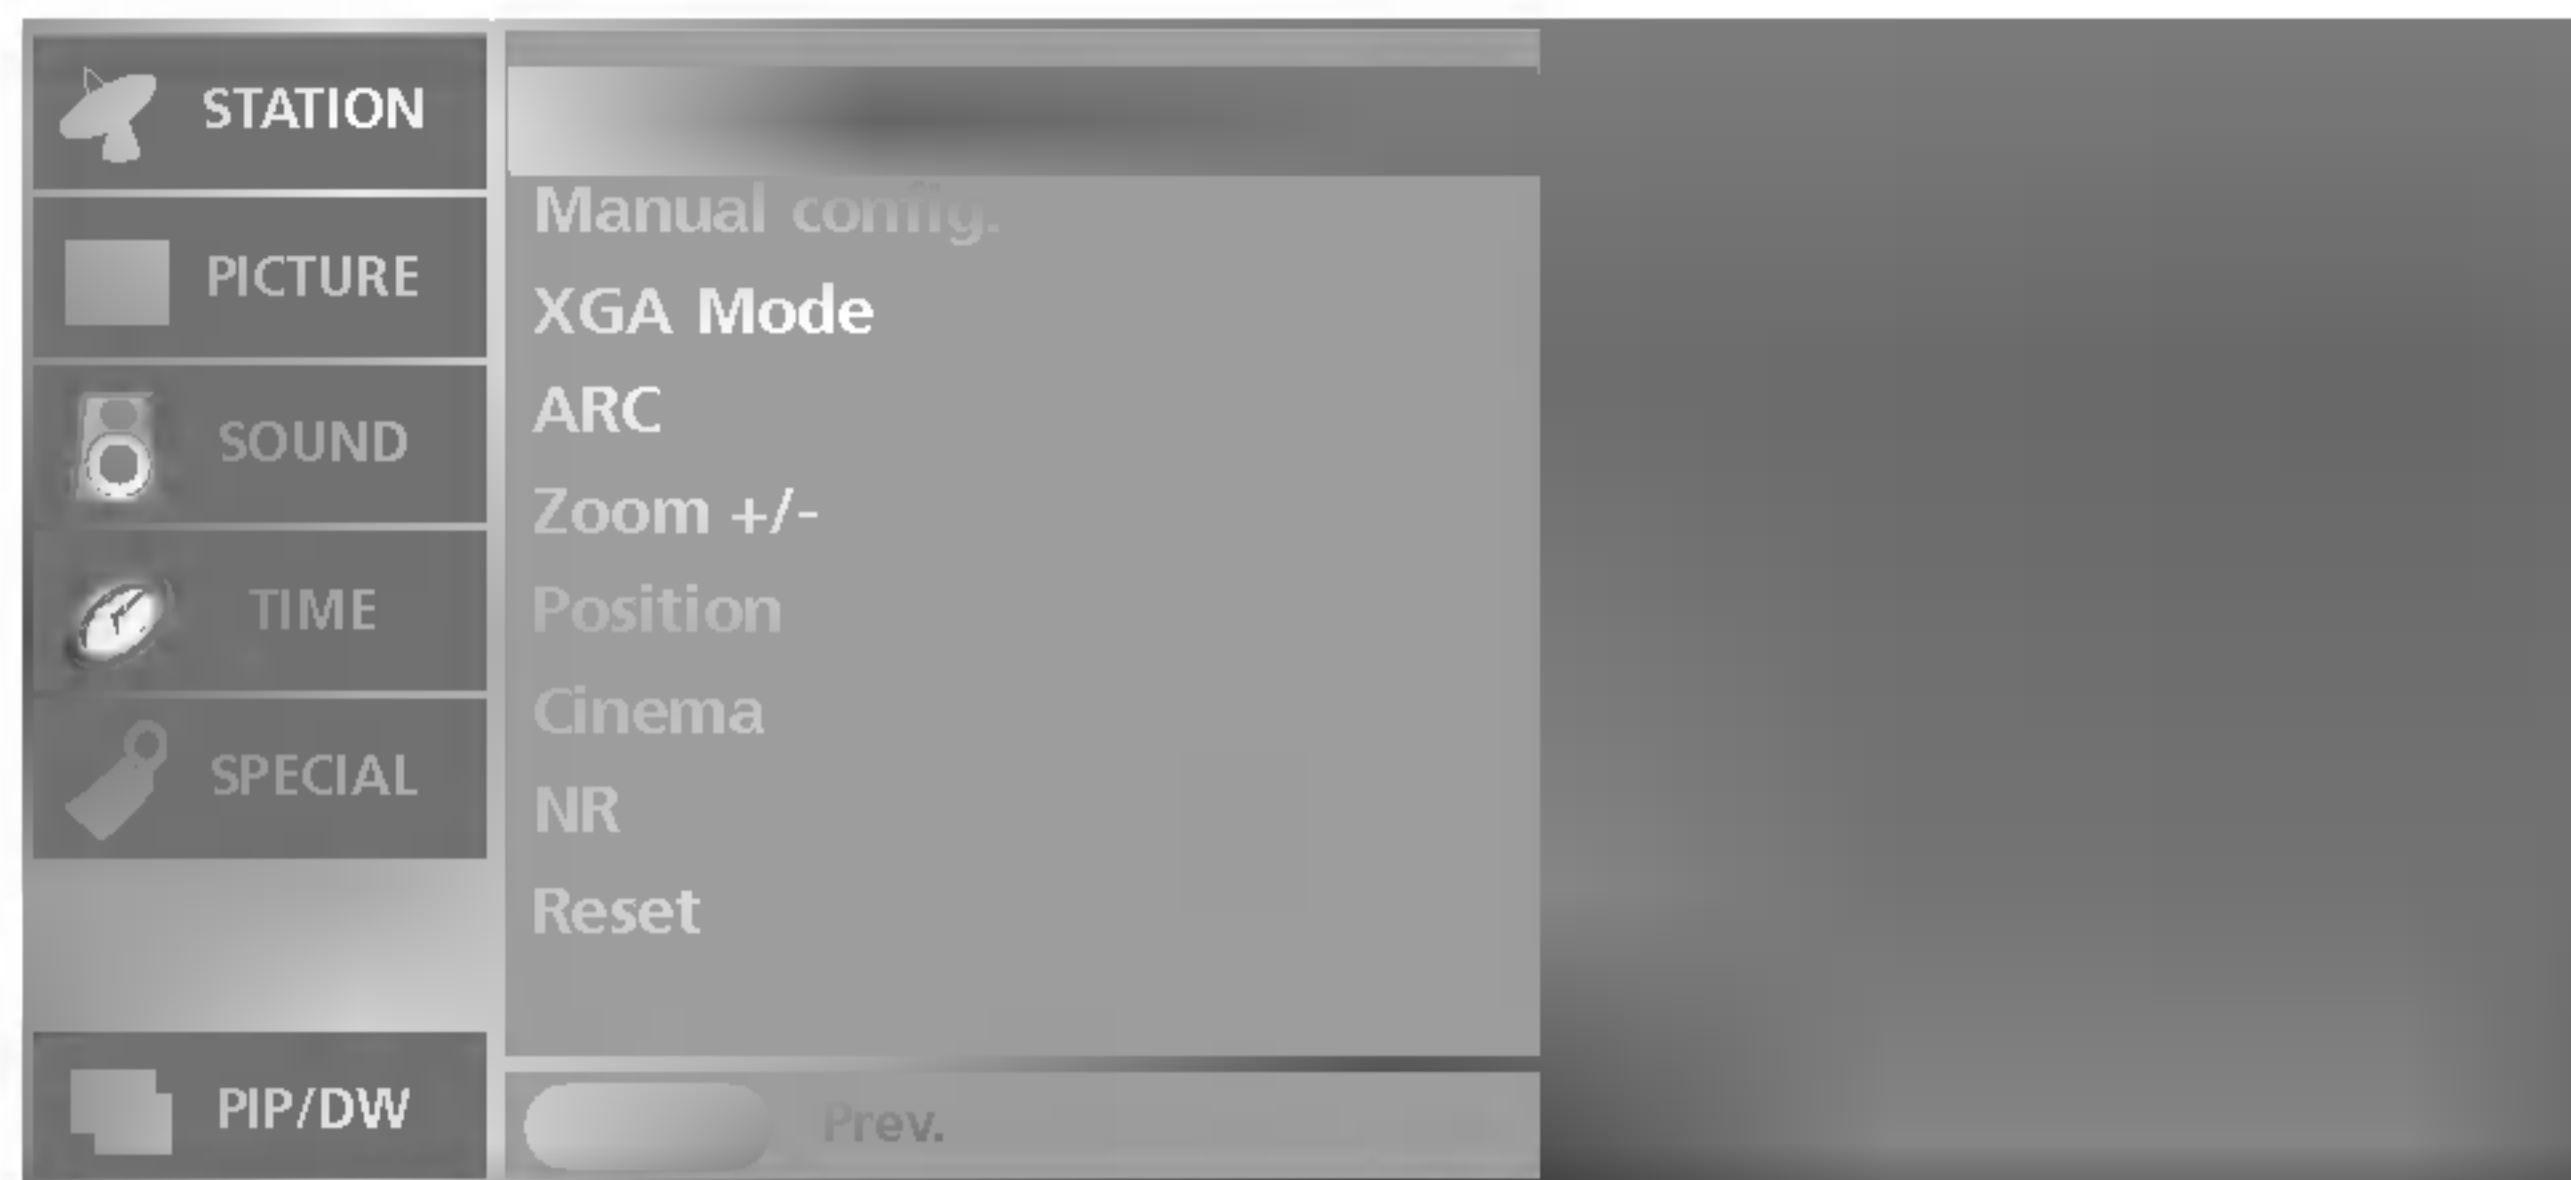 STATION
PICTURE
SOUND
TIME
SPECIAL
PIP/DW
Manual config.
XGA Mode
ARC
Zoom +/-
Position
Cinema
NR
Reset
Prev.